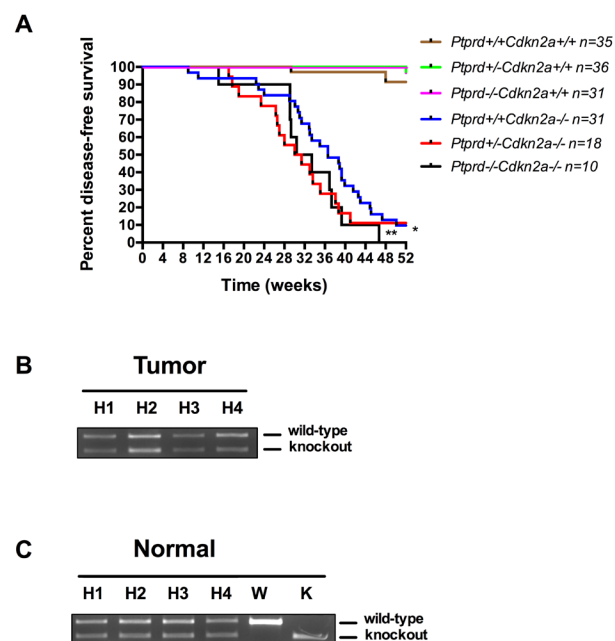 A
Percent disease-free survival
100
90
80
70
60
50
40
30
20
10
0
0 4 8 12 16 20 24 28 32 36 40 44 48 52
Time (weeks)
** *
Ptprd+/+Cdkn2a+/+ n=35
Ptprd+/-Cdkn2a+/+ n=36
Ptprd-/-Cdkn2a+/+ n=31
Ptprd+/+Cdkn2a-/- n=31
Ptprd+/-Cdkn2a-/- n=18
Ptprd-/-Cdkn2a-/- n=10
B
Tumor
H1 H2 H3 H4
wild-type
knockout
C
Normal
H1 H2 H3 H4 W K
wild-type
knockout